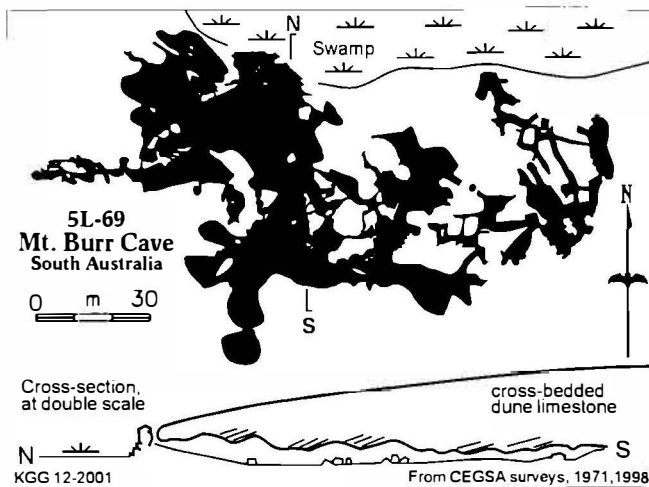 N
Swamp
5L-69
Mt. Burr Cave
South Australia
0 m 30
S
N
Cross-section,
at double scale
cross-bedded
dune limestone
N
S
KGG 12-2001
From CEGSA surveys, 1971,1998